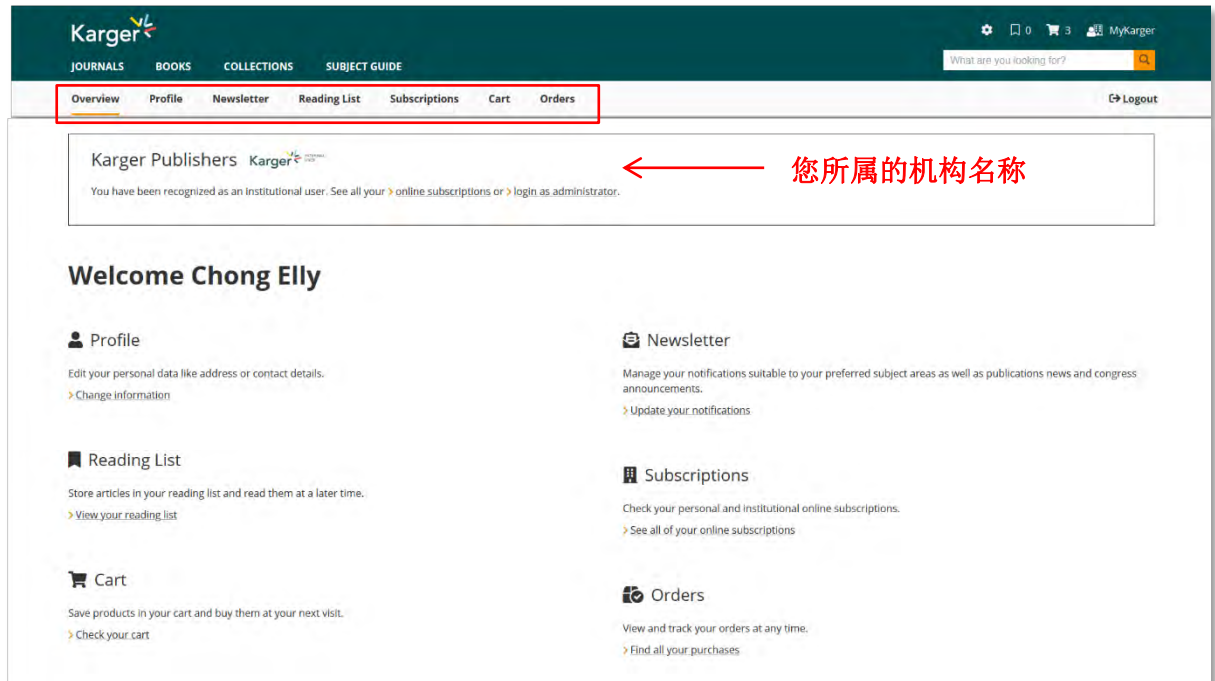 Karger
0 3 MyKarger
JOURNALS BOOKS COLLECTIONS SUBJECT GUIDE
What are you looking for?
Overview Profile Newsletter Reading List Subscriptions Cart Orders
Logout
Karger Publishers Karger
You have been recognized as an institutional user. See all your > online subscriptions or > login as administrator.
您所属的机构名称
Welcome Chong Elly
Profile
Edit your personal data like address or contact details.
> Change information
Newsletter
Manage your notifications suitable to your preferred subject areas as well as publications news and congress
announcements.
> Update your notifications
Reading List
Store articles in your reading list and read them at a later time.
> View your reading list
Subscriptions
Check your personal and institutional online subscriptions.
> See all of your online subscriptions
Cart
Save products in your cart and buy them at your next visit.
> Check your cart
Orders
View and track your orders at any time.
> Find all your purchases